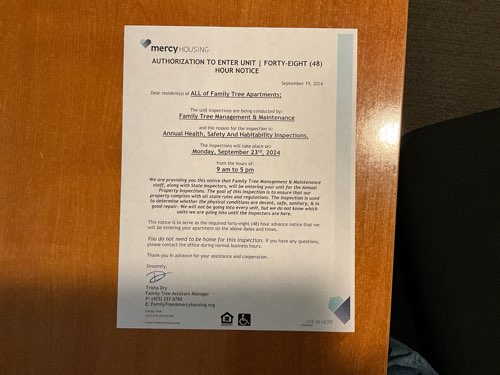 mercyHOUSING
AUTHORIZATION TO ENTER UNIT | FORTY-EIGHT (48)
HOUR NOTICE
September 19, 2024
Dear resident(s) of ALL of Family Tree Apartments:
The unit inspections are being conducted by:
Family Tree Management & Maintenance
and the reason for the inspection is:
Annual Health, Safety And Habitability Inspections.
The inspections will take place on:
Monday, September 23rd, 2024
from the hours of:
9 am to 5 pm
We are providing you this notice that Family Tree Management & Maintenance
staff, along with State Inspectors, will be entering your unit for the Annual
Property Inspections. The goal of this inspection is to ensure that our
property complies with all state rules and regulations. The inspection is used
to determine whether the physical conditions are decent, safe, sanitary, & in
good repair. We will not be going into every unit, but we do not know which
units we are going into until the inspectors are here.
This notice is to serve as the required forty-eight (48) hour advance notice that we
will be entering your apartment on the above dates and times.
You do not need to be home for this inspection. If you have any questions,
please contact the office during normal business hours.
Thank you in advance for your assistance and cooperation.
Sincerely,
Trisha Dry
Family Tree Assistant Manager
E: FamilyTree@mercyhousing.org
Family Tree
mercyhousing.org
LIVE IN HOPE